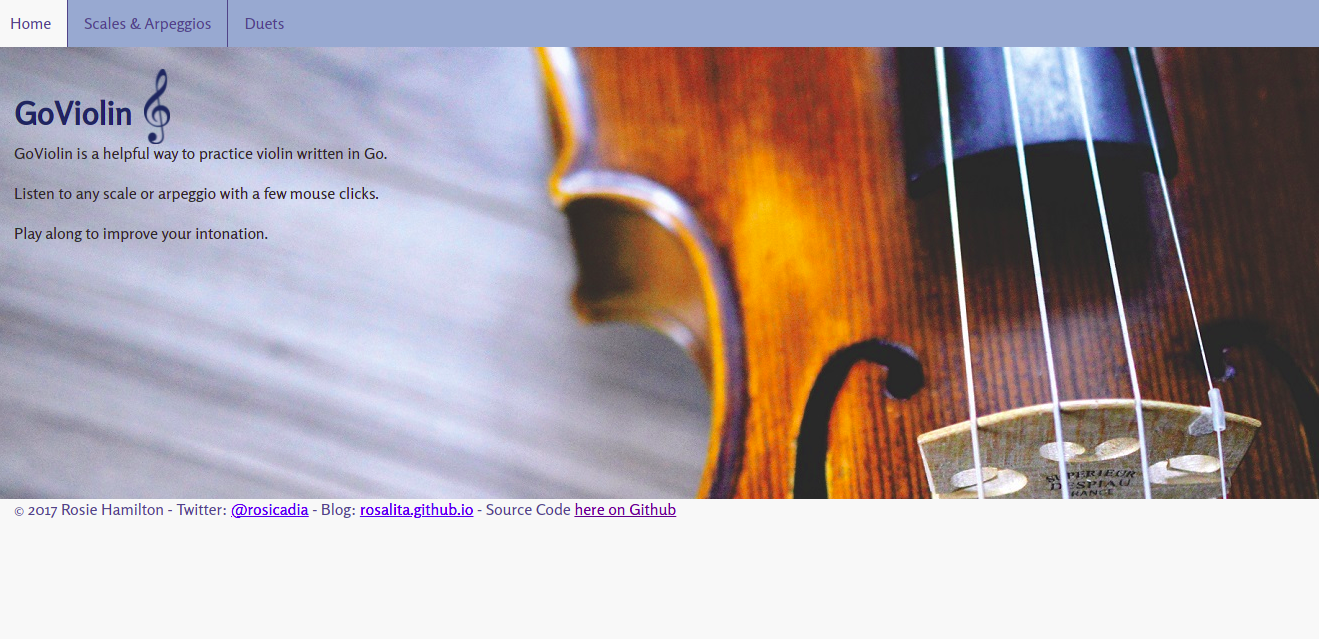 Home Scales & Arpeggios Duets
GoViolin
GoViolin is a helpful way to practice violin written in Go.
Listen to any scale or arpeggio with a few mouse clicks.
Play along to improve your intonation.
SUPERIEUR
DESPIAU
FRANCE
© 2017 Rosie Hamilton - Twitter: @rosicadia - Blog: rosalita.github.io - Source Code here on Github